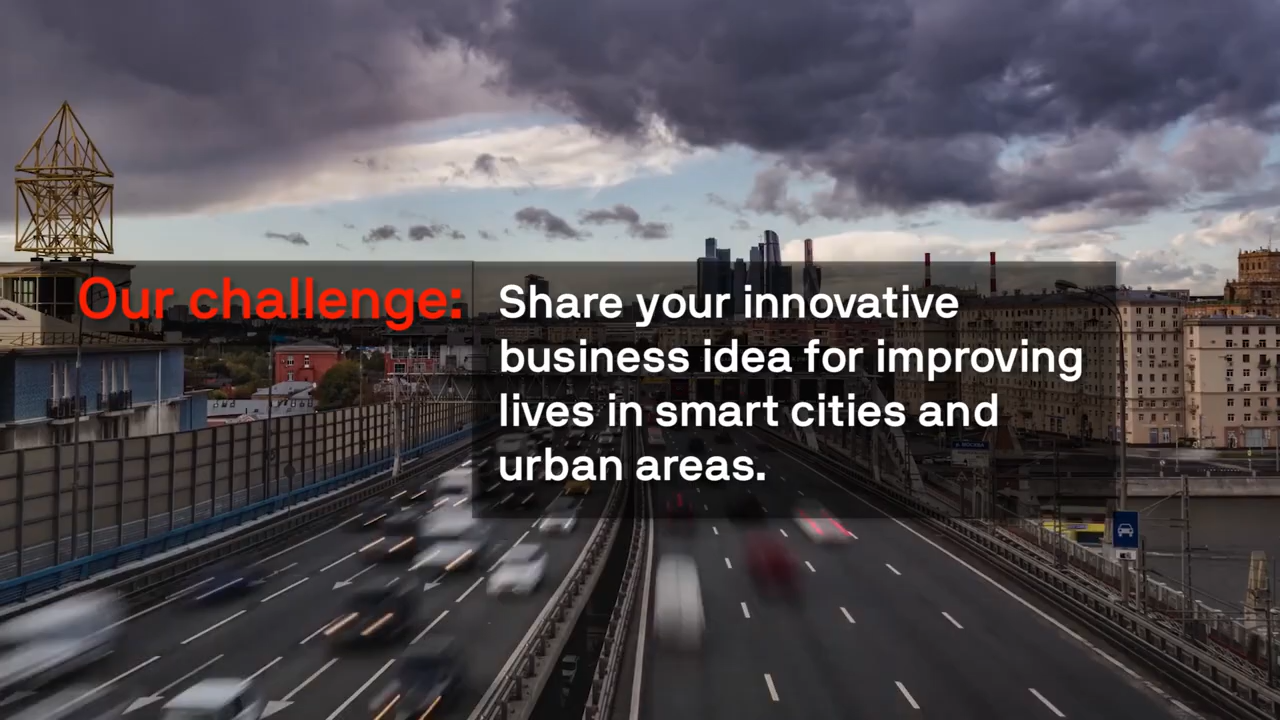 Our challenge:
Share your innovative
business idea for improving
lives in smart cities and
urban areas.